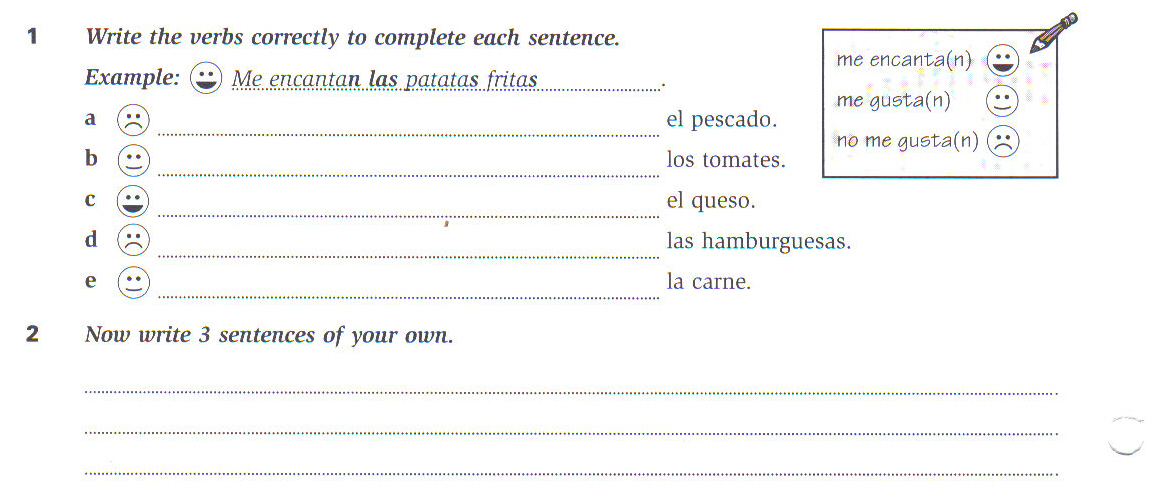 1 Write the verbs correctly to complete each sentence.
Example: Me encantan las patatas fritas .
a el pescado.
b los tomates.
c el queso.
d las hamburguesas.
e la carne.
me encanta(n)
me gusta(n)
no me gusta(n)
2 Now write 3 sentences of your own.